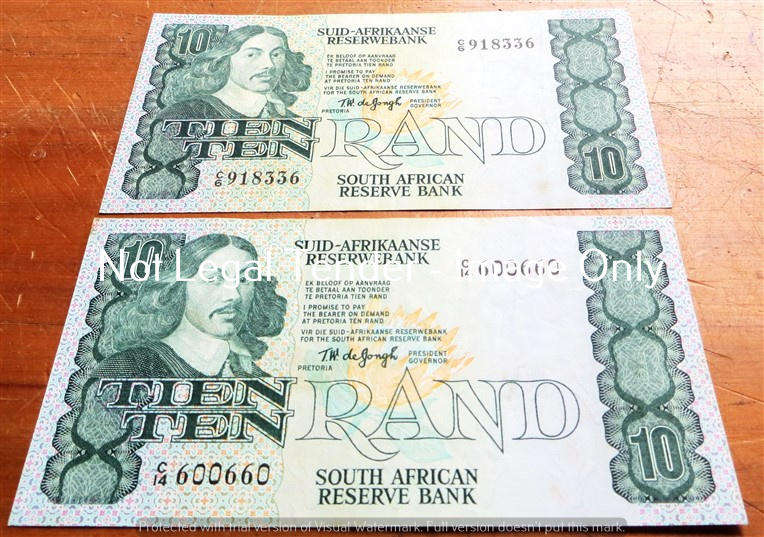 10
SUID-AFRIKAANSE
RESERWEBANK
C/6 918336
EK BELOOF OP AANVRAAG
TE BETAAL AAN TOONDER
TE PRETORIA TIEN RAND
I PROMISE TO PAY
THE BEARER ON DEMAND
AT PRETORIA TEN RAND
VIR DIE SUID-AFRIKAANSE RESERWEBANK
FOR THE SOUTH AFRICAN RESERVE BANK
TW de Jongh
PRESIDENT
GOVERNOR
PRETORIA
TIEN
TEN
RAND
10
C/6 918336
SOUTH AFRICAN
RESERVE BANK
10
SUID-AFRIKAANSE
RESERWEBANK
C/14 600660
Not Legal Tender - Image Only
EK BELOOF OP AANVRAAG
TE BETAAL AAN TOONDER
TE PRETORIA TIEN RAND
I PROMISE TO PAY
THE BEARER ON DEMAND
AT PRETORIA TEN RAND
VIR DIE SUID-AFRIKAANSE RESERWEBANK
FOR THE SOUTH AFRICAN RESERVE BANK
TW de Jongh
PRESIDENT
GOVERNOR
PRETORIA
TIEN
TEN
RAND
10
C/14 600660
SOUTH AFRICAN
RESERVE BANK
Protected with trial version of Visual Watermark. Full version doesn't put this mark.